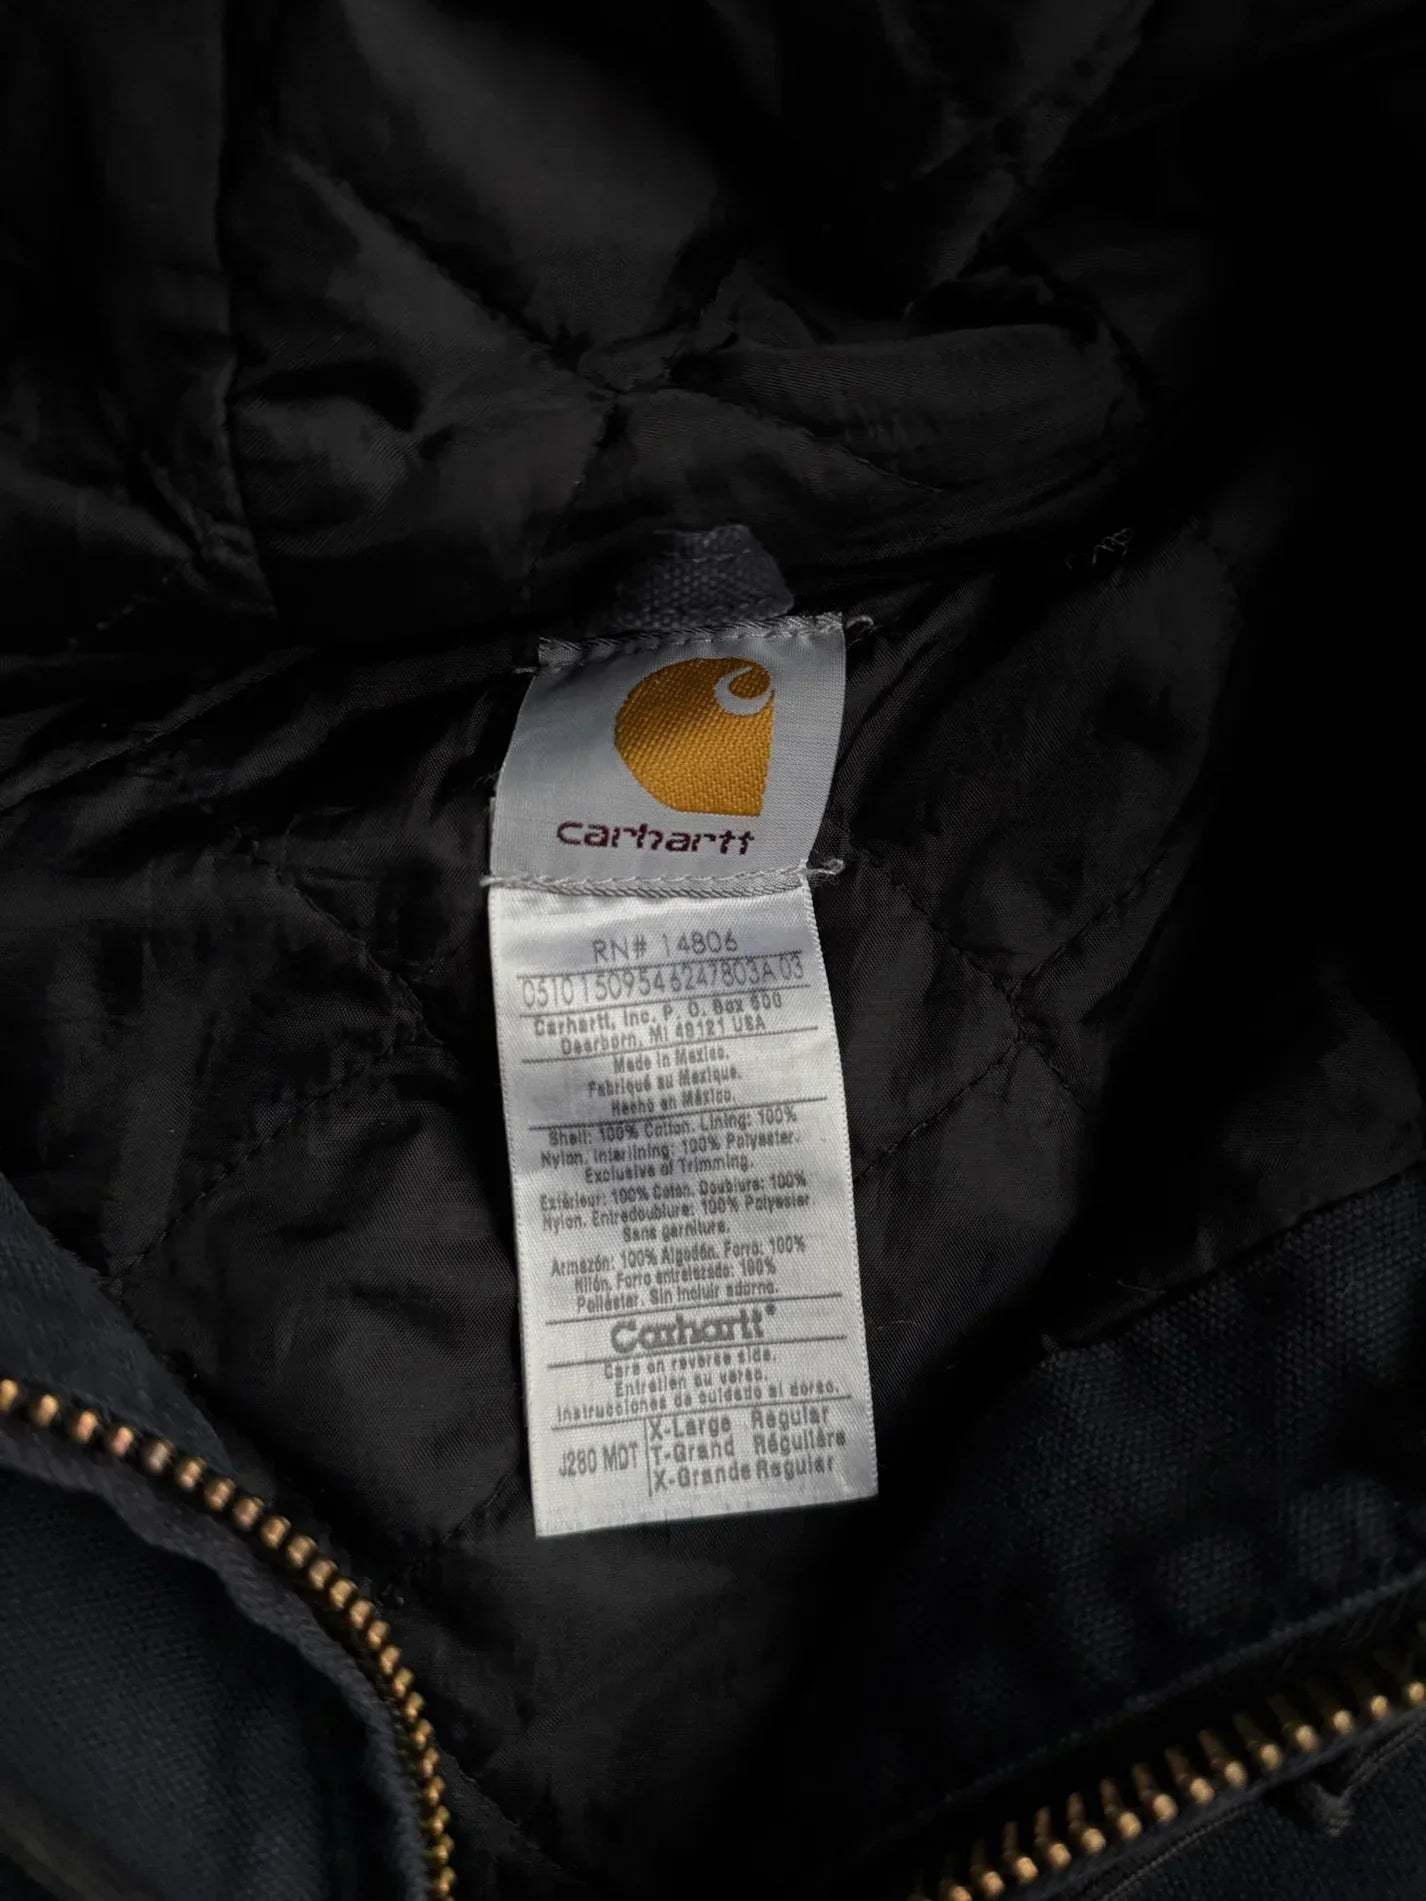 carhartt
RN# 14806
0510150954624 7803A 03
Carhartt, Inc. P. O. Box 600
Dearborn, MI 48121 USA
Made in Mexico.
Fabriqué au Mexique.
Hecho en México.
Shell: 100% Cotton. Lining: 100%
Nylon. Interlining: 100% Polyester.
Exclusive of Trimming.
Extérieur: 100% Coton. Doublure: 100%
Nylon. Entredoublure: 100% Polyester
Sans garniture.
Armazón: 100% Algodón. Forro: 100%
Nilón. Forro entrelazado: 100%
Poliéster. Sin incluir adorno.
Carhartt®
Care on reverse side.
Entretien au verso.
Instrucciones de cuidado al dorso.
J280 MDT
X-Large Regular
T-Grand Régulière
X-Grande Regular